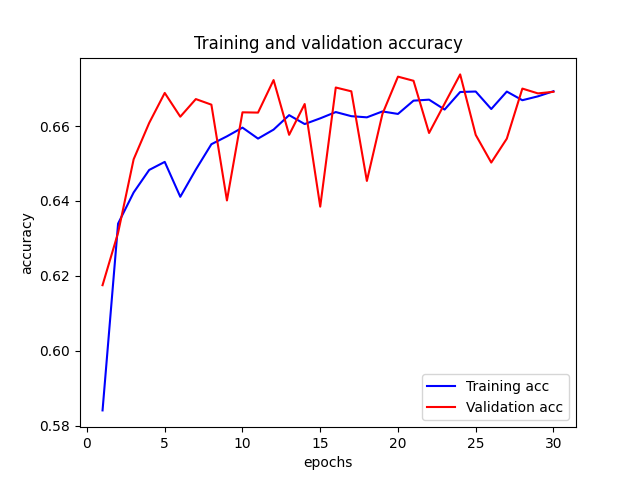 Training and validation accuracy
accuracy
0.66
0.64
0.62
0.60
0.58
0 5 10 15 20 25 30
epochs
Training acc
Validation acc